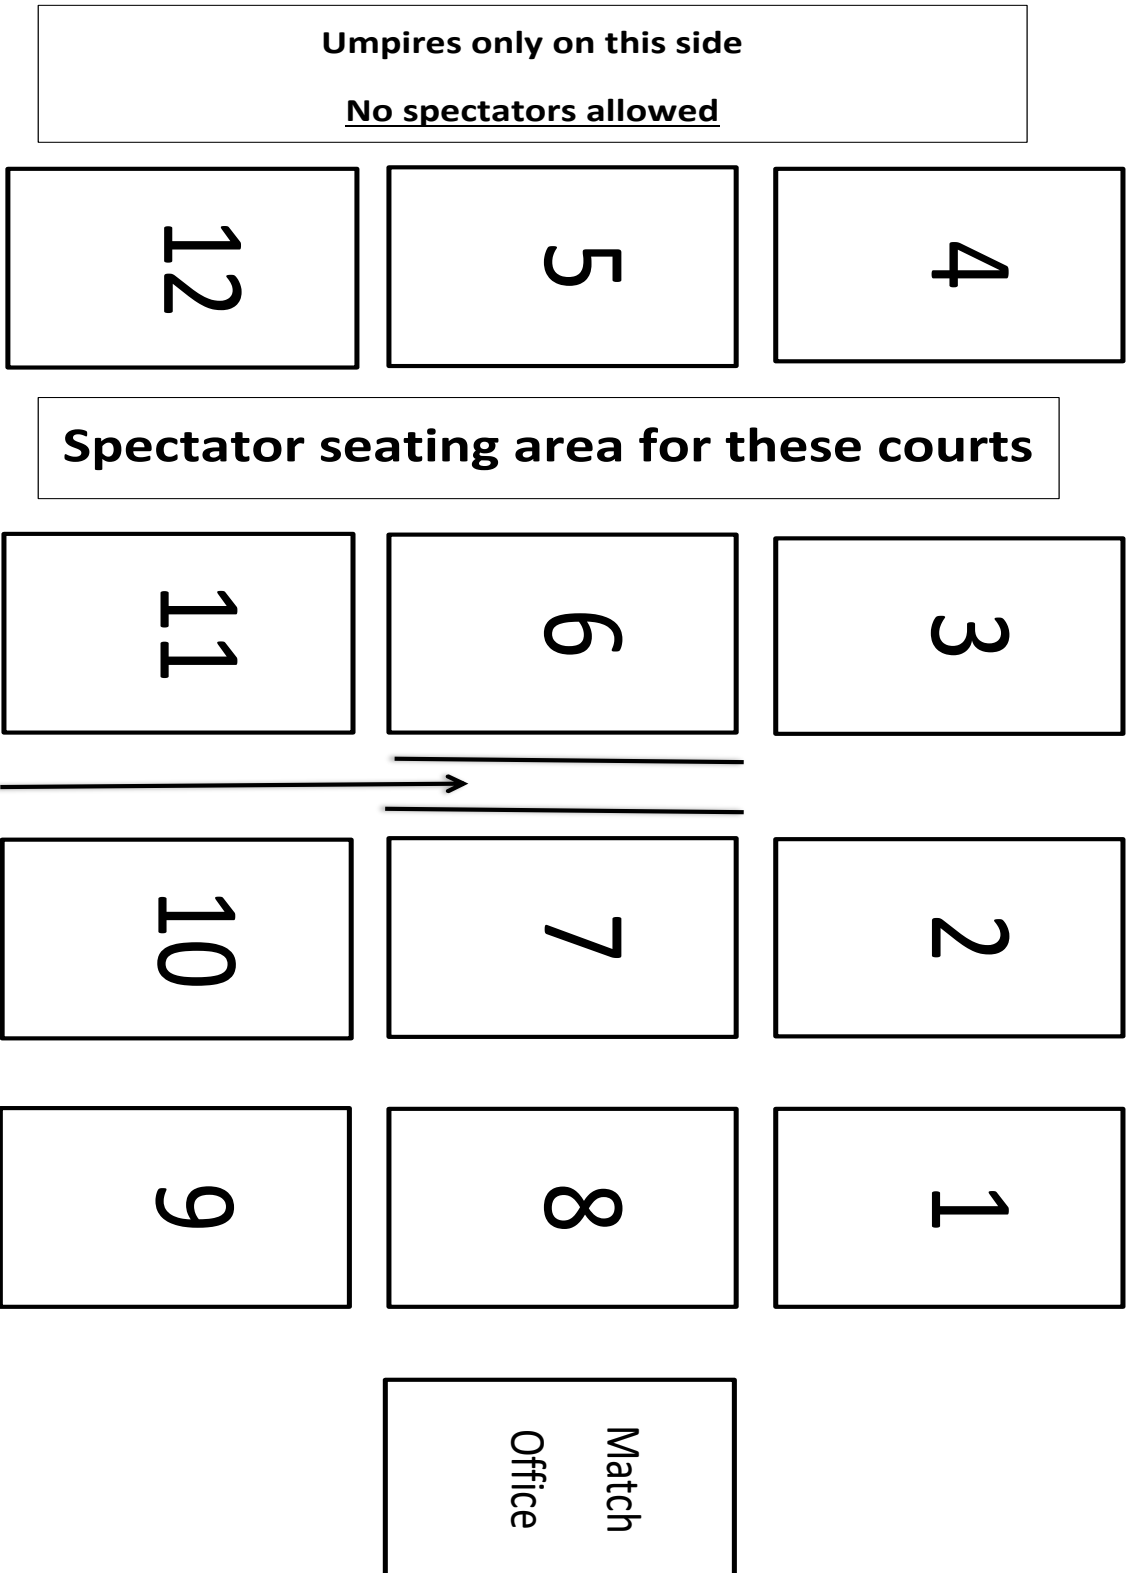 Umpires only on this side
No spectators allowed
12
5
4
Spectator seating area for these courts
11
6
3
10
7
2
9
8
1
Match
Office